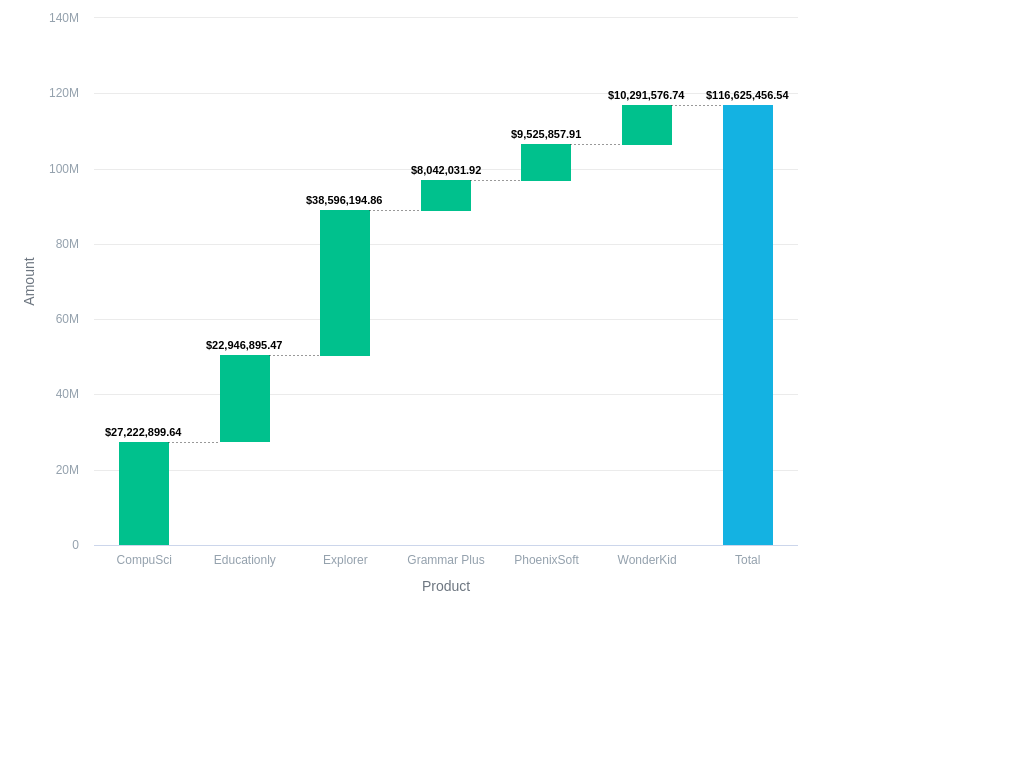 140M
120M
100M
80M
60M
40M
20M
0
Amount
$27,222,899.64
$22,946,895.47
$38,596,194.86
$8,042,031.92
$9,525,857.91
$10,291,576.74
$116,625,456.54
CompuSci
Educationly
Explorer
Grammar Plus
PhoenixSoft
WonderKid
Total
Product